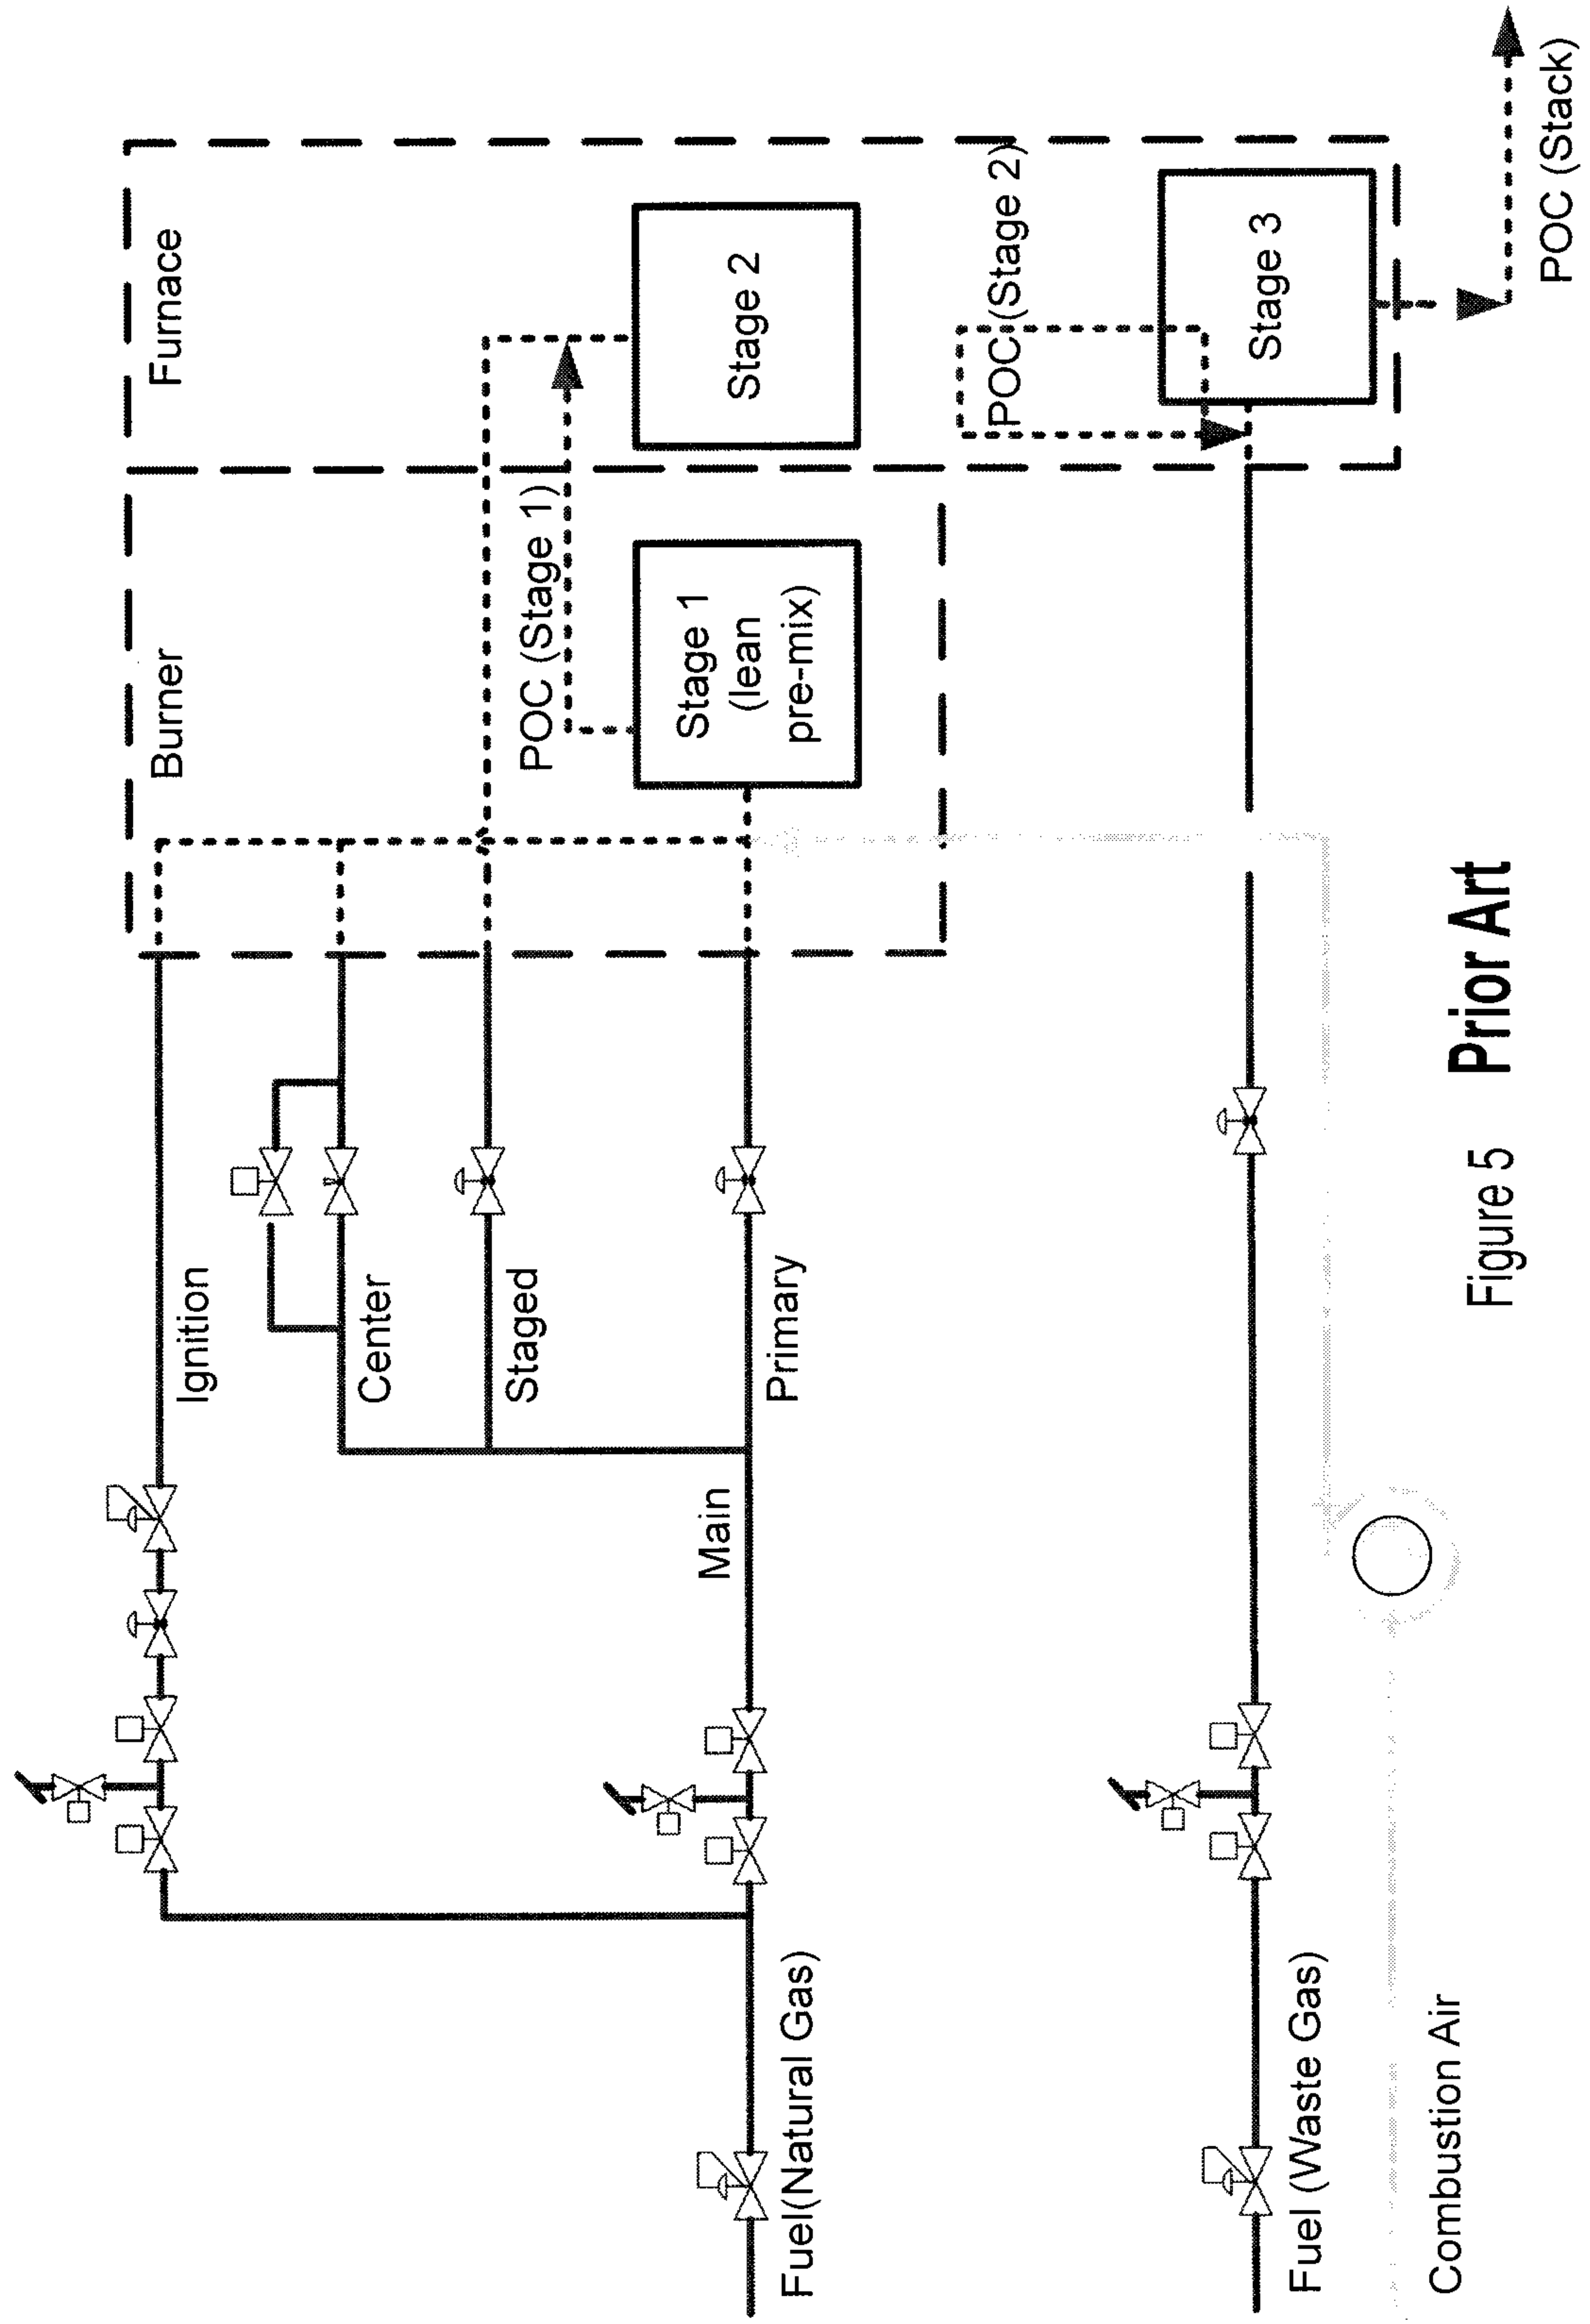 Furnace
Burner
POC (Stage 1)
Stage 1
(lean
pre-mix)
Stage 2
POC (Stage 2)
Stage 3
POC (Stack)
Ignition
Center
Staged
Primary
Main
Fuel(Natural Gas)
Fuel (Waste Gas)
Combustion Air
Figure 5 Prior Art